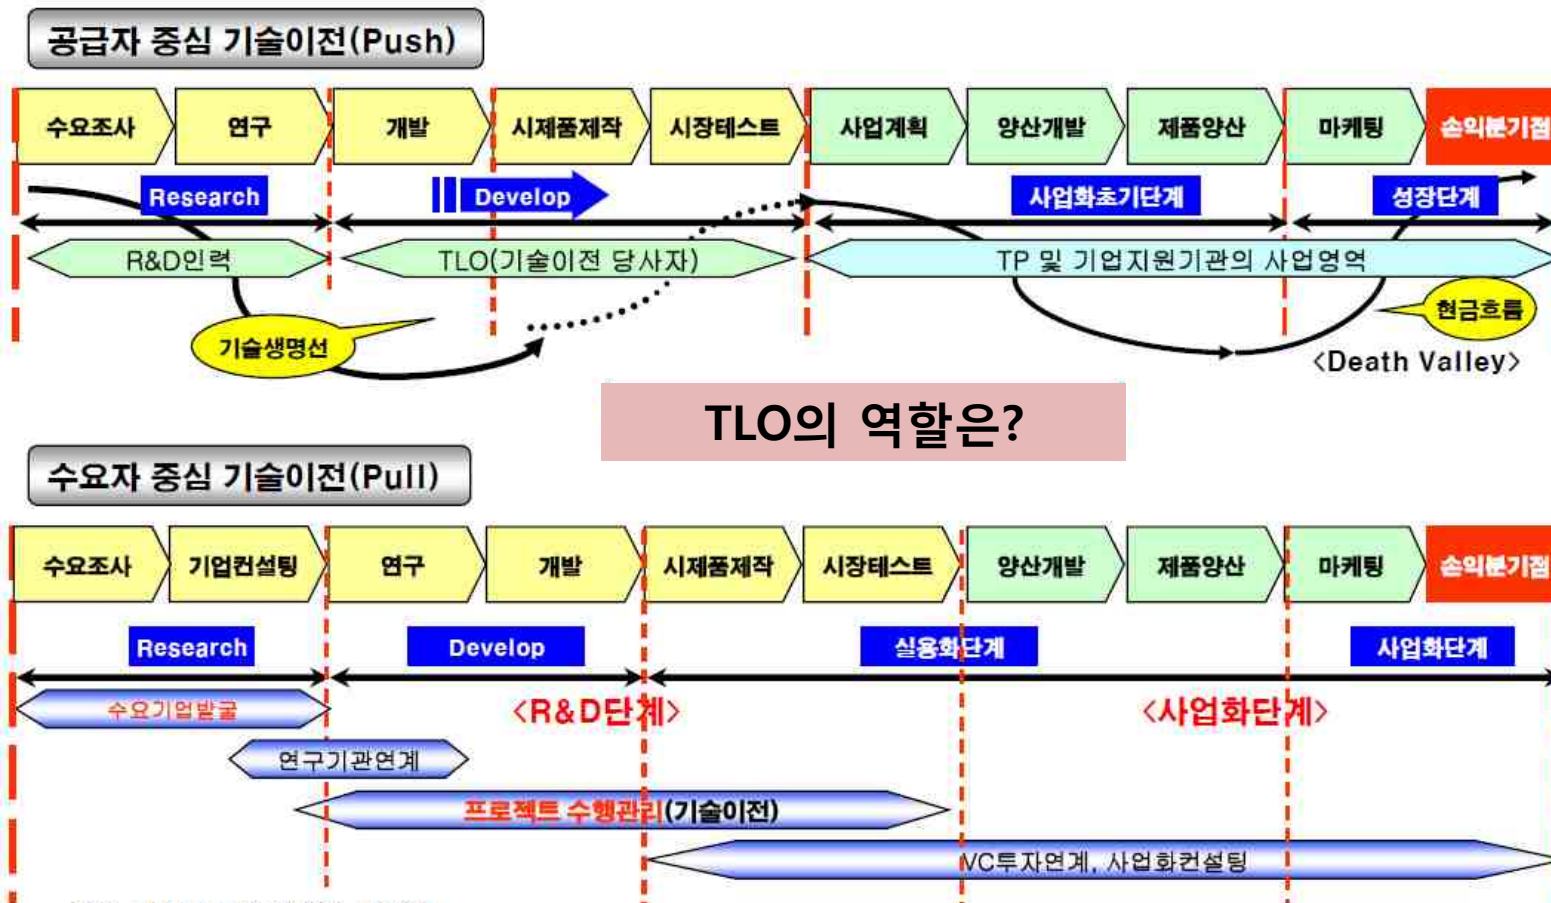 공급자 중심 기술이전(Push)
수요조사 연구 개발 시제품제작 시장테스트 사업계획 양산개발 제품양산 마케팅 손익분기점
Research Develop 사업화초기단계 성장단계
R&D인력 TLO(기술이전 당사자) TP 및 기업지원기관의 사업영역
기술생명선 현금흐름
<Death Valley>
TLO의 역할은?
수요자 중심 기술이전(Pull)
수요조사 기업컨설팅 연구 개발 시제품제작 시장테스트 양산개발 제품양산 마케팅 손익분기점
Research Develop 실용화단계 사업화단계
수요기업발굴 <R&D단계> <사업화단계>
연구기관연계
프로젝트 수행관리(기술이전)
VC투자연계, 사업화컨설팅